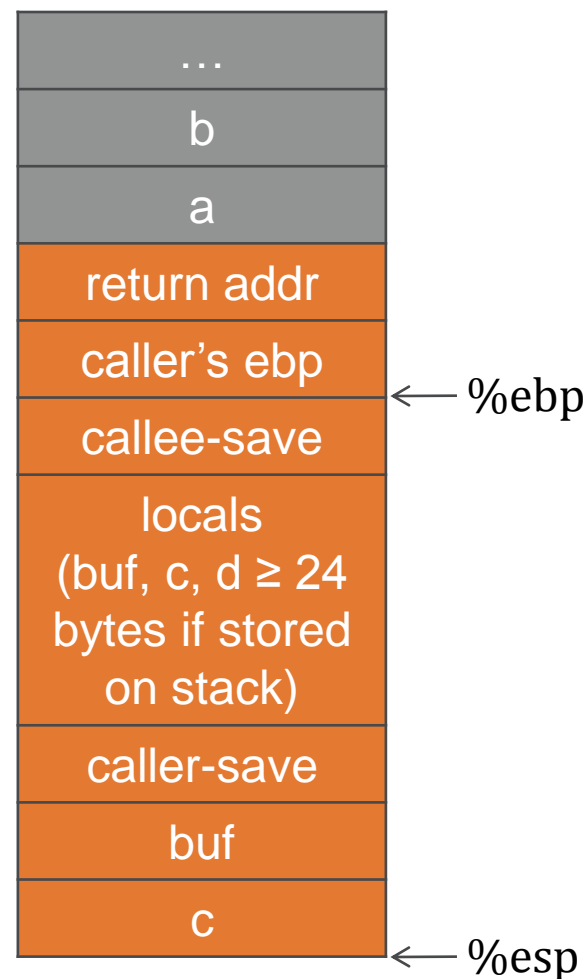 …
b
a
return addr
caller’s ebp
%ebp
callee-save
locals
(buf, c, d ≥ 24
bytes if stored
on stack)
caller-save
buf
c
%esp